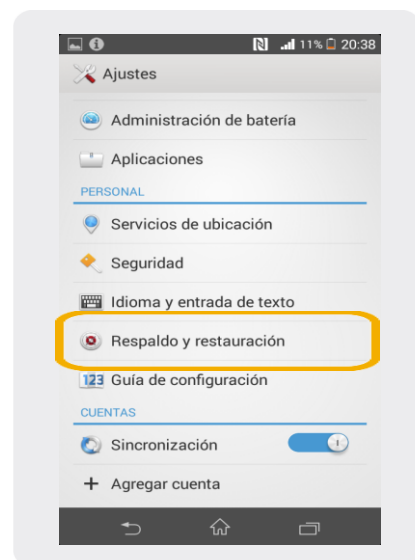 11% 20:38
Ajustes
Administración de batería
Aplicaciones
PERSONAL
Servicios de ubicación
Seguridad
Idioma y entrada de texto
Respaldo y restauración
123 Guía de configuración
CUENTAS
Sincronización
+ Agregar cuenta